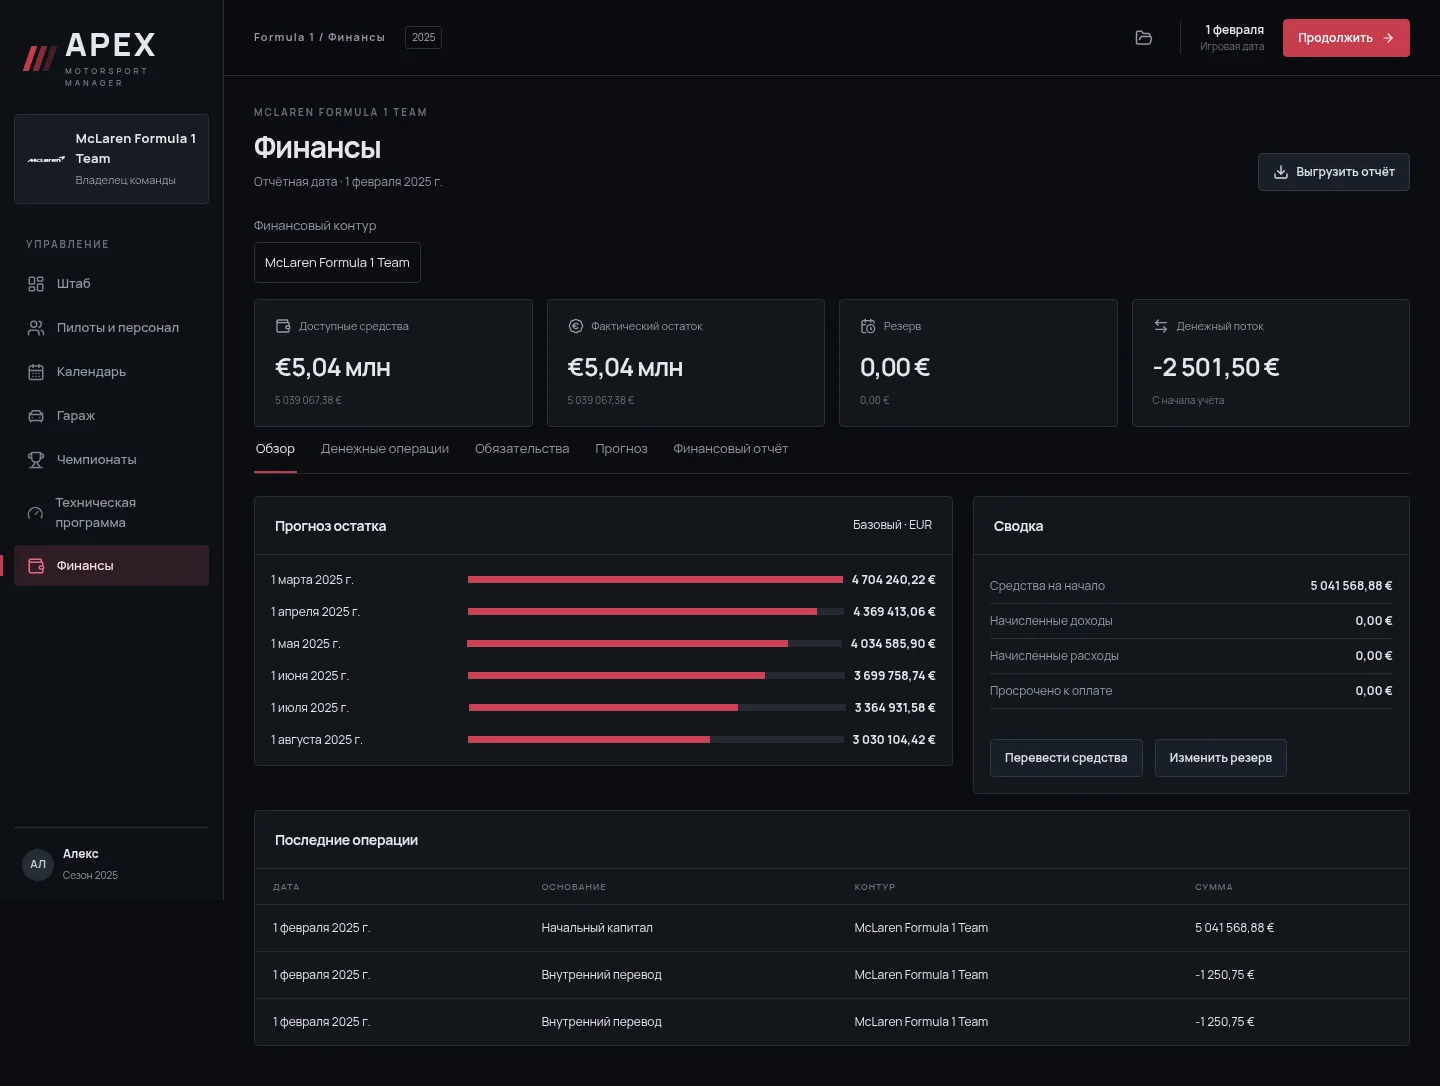 APEX
MOTORSPORT
MANAGER
McLaren
McLaren Formula 1
Team
Владелец команды
УПРАВЛЕНИЕ
Штаб
Пилоты и персонал
Календарь
Гараж
Чемпионаты
Техническая
программа
Финансы
АЛ
Алекс
Сезон 2025
Formula 1 / Финансы
2025
1 февраля
Игровая дата
Продолжить
MCLAREN FORMULA 1 TEAM
Финансы
Отчётная дата · 1 февраля 2025 г.
Выгрузить отчёт
Финансовый контур
McLaren Formula 1 Team
Доступные средства
€5,04 млн
5 039 067,38 €
Фактический остаток
€5,04 млн
5 039 067,38 €
Резерв
0,00 €
0,00 €
Денежный поток
-2 501,50 €
С начала учёта
Обзор
Денежные операции
Обязательства
Прогноз
Финансовый отчёт
Прогноз остатка
Базовый · EUR
1 марта 2025 г. 4 704 240,22 €
1 апреля 2025 г. 4 369 413,06 €
1 мая 2025 г. 4 034 585,90 €
1 июня 2025 г. 3 699 758,74 €
1 июля 2025 г. 3 364 931,58 €
1 августа 2025 г. 3 030 104,42 €
Сводка
Средства на начало 5 041 568,88 €
Начисленные доходы 0,00 €
Начисленные расходы 0,00 €
Просрочено к оплате 0,00 €
Перевести средства
Изменить резерв
Последние операции
ДАТА ОСНОВАНИЕ КОНТУР СУММА
1 февраля 2025 г. Начальный капитал McLaren Formula 1 Team 5 041 568,88 €
1 февраля 2025 г. Внутренний перевод McLaren Formula 1 Team -1 250,75 €
1 февраля 2025 г. Внутренний перевод McLaren Formula 1 Team -1 250,75 €